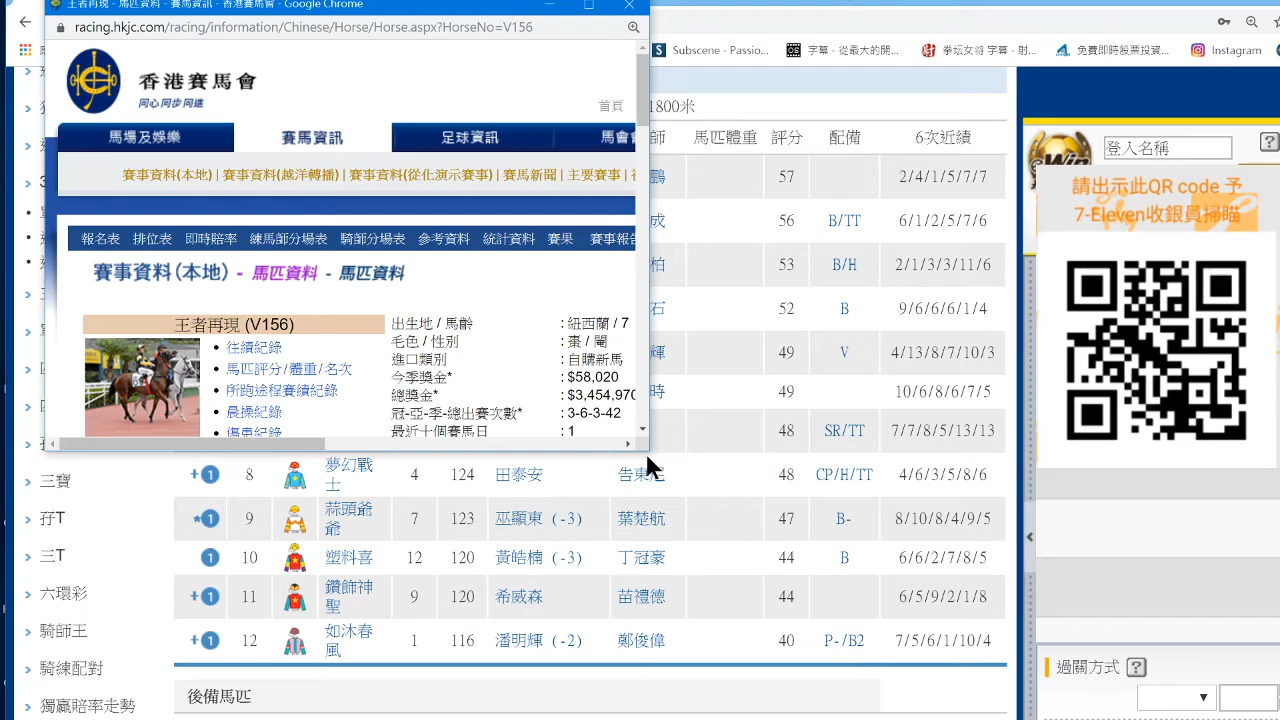 王者再現 - 馬匹資料 - 賽馬資訊 - 香港賽馬會 - Google Chrome
racing.hkjc.com/racing/information/Chinese/Horse/Horse.aspx?HorseNo=V156
Subscene - Passio...
字幕 - 從最大的開...
拳坛女将 字幕 - 射...
免費即時股票投資...
Instagram
香港賽馬會
同心同步同進
首頁
馬場及娛樂 賽馬資訊 足球資訊 馬會會
賽事資料(本地) | 賽事資料(越洋轉播) | 賽事資料(從化演示賽事) | 賽馬新聞 | 主要賽事 |
報名表 排位表 即時賠率 練馬部分場表 騎師分場表 參考資料 統計資料 賽果 賽事報告
賽事資料(本地) - 馬匹資料 - 馬匹資料
王者再現 (V156)
往績紀錄
馬匹評分/體重/名次
所跑途程賽績紀錄
晨操紀錄
傷患紀錄
出生地 / 馬齡 : 紐西蘭 / 7
毛色 / 性別 : 棗 / 閹
進口類別 : 自購新馬
今季獎金* : $58,020
總獎金* : $3,454,970
冠-亞-季-總出賽次數* : 3-6-3-42
最近十個賽馬日 : 1
1800米
師 馬匹體重 評分 配備 6次近績
鵬 57 2/4/1/5/7/7
成 56 B/TT 6/1/2/5/7/6
柏 53 B/H 2/1/3/3/11/6
石 52 B 9/6/6/6/1/4
輝 49 V 4/13/8/7/10/3
時 49 10/6/6/6/7/5
48 SR/TT 7/7/8/5/13/13
+1 8 夢幻戰士 4 124 田泰安 告東尼 48 CP/H/TT 4/6/3/5/8/6
★1 9 蒜頭爺爺 7 123 巫顯東 (-3) 葉楚航 47 B- 8/10/8/4/9/5
1 10 塑料喜 12 120 黃皓楠 (-3) 丁冠豪 44 B 6/6/2/7/8/5
+1 11 鑽飾神聖 9 120 希威森 苗禮德 44 6/5/9/2/1/8
+1 12 如沐春風 1 116 潘明輝 (-2) 鄭俊偉 40 P-/B2 7/5/6/1/10/4
後備馬匹
三寶
孖T
三T
六環彩
騎師王
騎練配對
獨贏賠率走勢
eWin
登入名稱
?
請出示此QR code 予
7-Eleven收銀員掃瞄
過關方式 ?